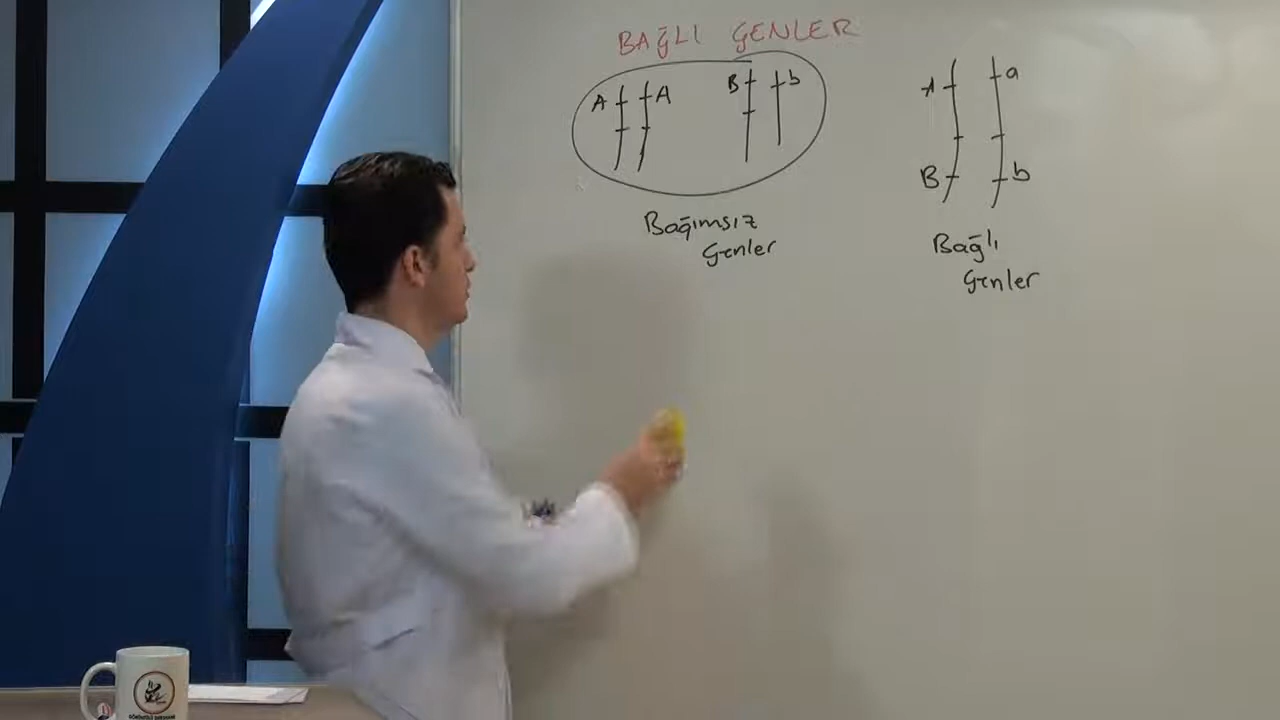 BAĞLI GENLER
A A B b
A a
B b
Bağımsız
Genler
Bağlı
Genler